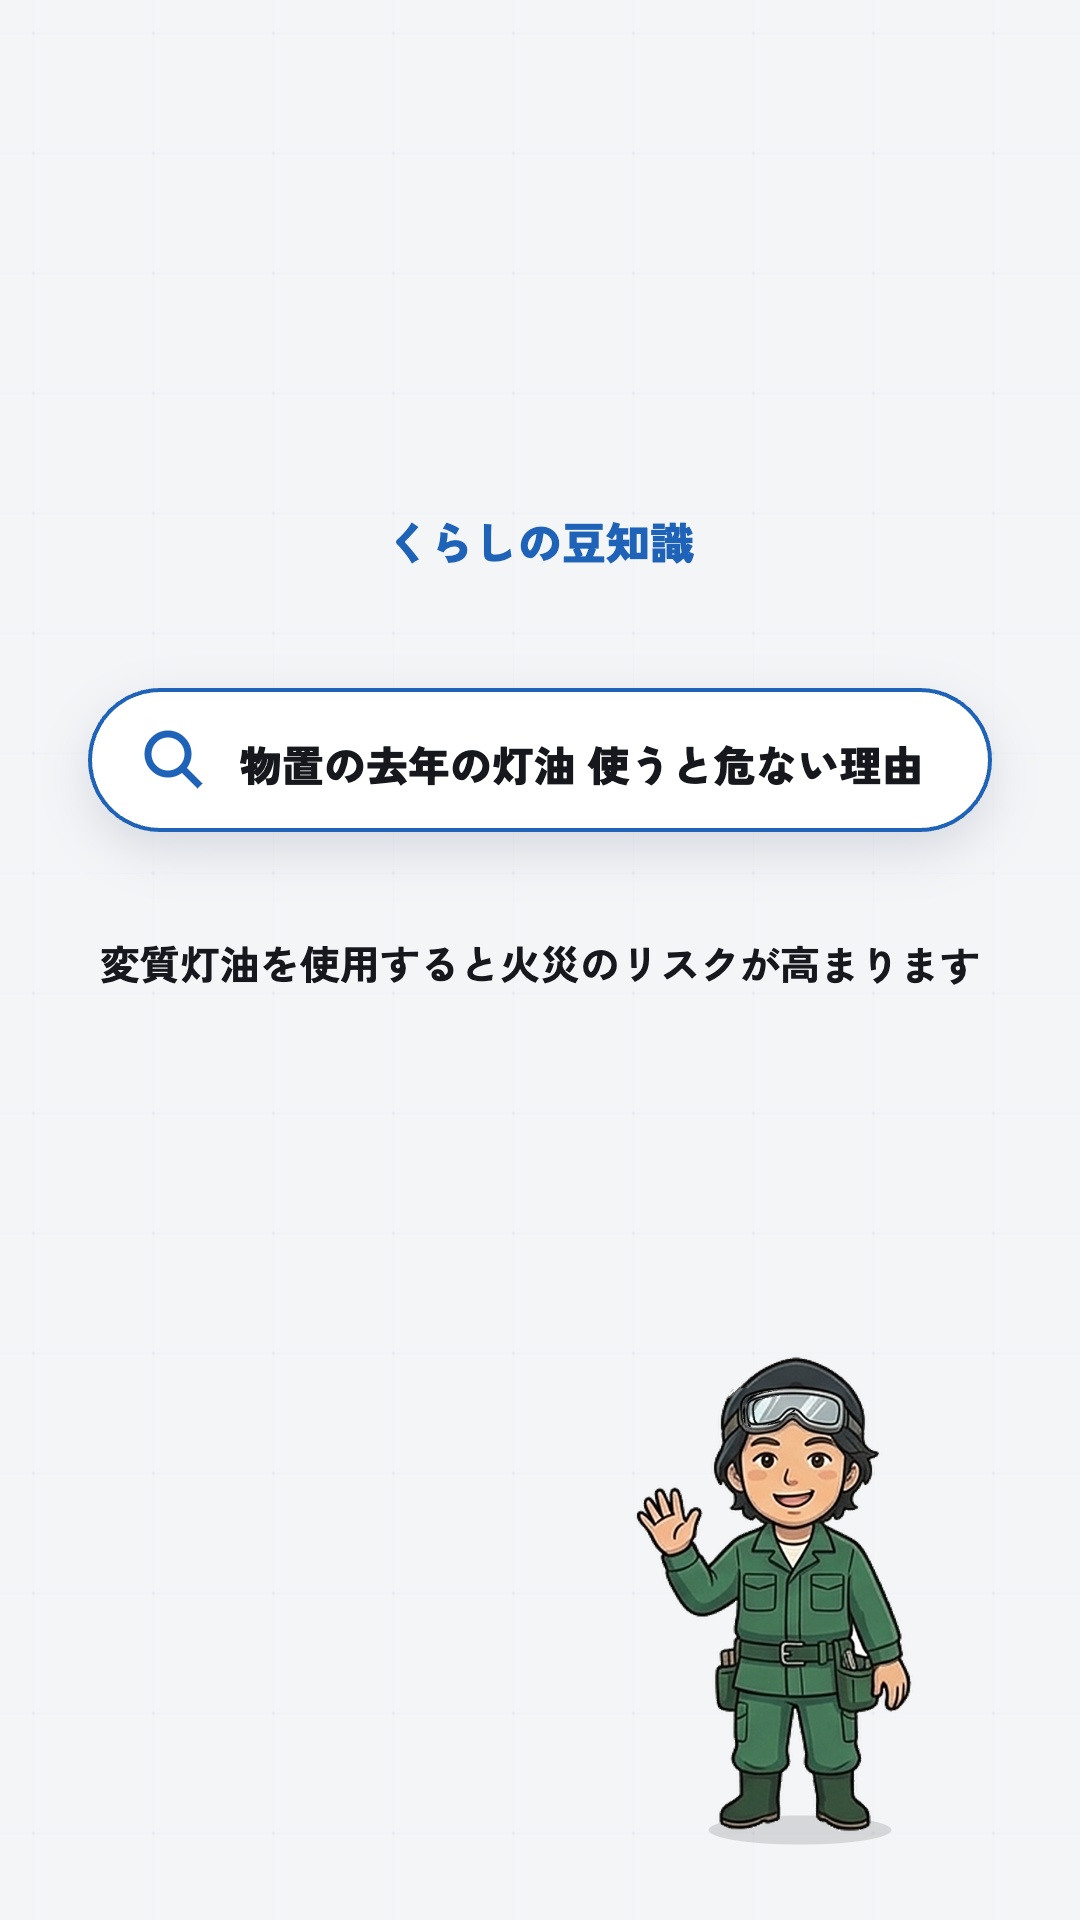 くらしの豆知識
物置の去年の灯油 使うと危ない理由
変質灯油を使用すると火災のリスクが高まります